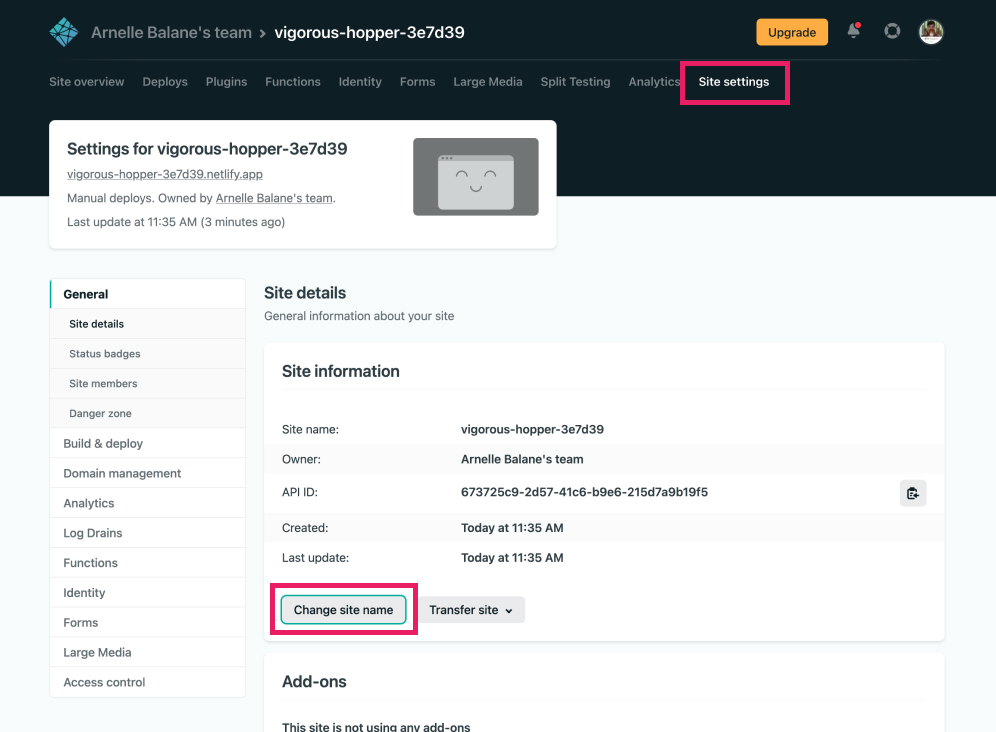 Arnelle Balane's team > vigorous-hopper-3e7d39
Upgrade
Site overview Deploys Plugins Functions Identity Forms Large Media Split Testing Analytics Site settings
Settings for vigorous-hopper-3e7d39
vigorous-hopper-3e7d39.netlify.app
Manual deploys. Owned by Arnelle Balane's team.
Last update at 11:35 AM (3 minutes ago)
General
Site details
Status badges
Site members
Danger zone
Build & deploy
Domain management
Analytics
Log Drains
Functions
Identity
Forms
Large Media
Access control
Site details
General information about your site
Site information
Site name: vigorous-hopper-3e7d39
Owner: Arnelle Balane's team
API ID: 673725c9-2d57-41c6-b9e6-215d7a9b19f5
Created: Today at 11:35 AM
Last update: Today at 11:35 AM
Change site name Transfer site
Add-ons
This site is not using any add-ons